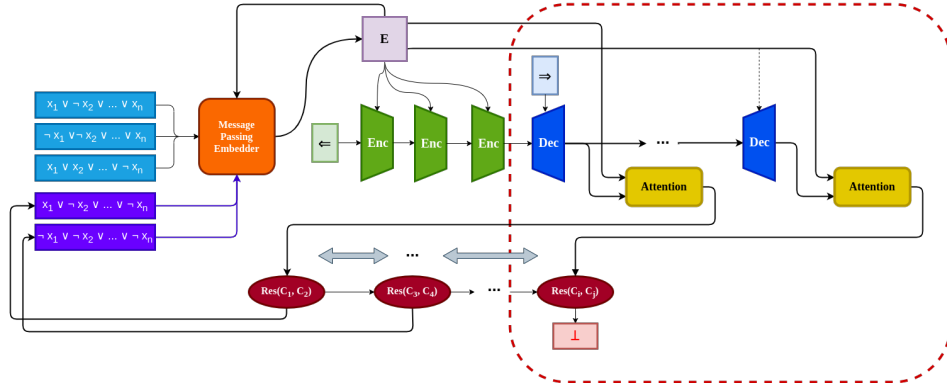 E
x₁ ∨ ¬ x₂ ∨ ... ∨ xₙ
¬ x₁ ∨¬ x₂ ∨ ... ∨ xₙ
x₁ ∨ x₂ ∨ ... ∨ ¬ xₙ
x₁ ∨ ¬ x₂ ∨ ... ∨ ¬ xₙ
¬ x₁ ∨ ¬ x₂ ∨ ... ∨ ¬ xₙ
Message
Passing
Embedder
⇐
Enc
Enc
Enc
⇒
Dec
...
Dec
Attention
Attention
...
Res(C₁, C₂)
Res(C₃, C₄)
...
Res(Cᵢ, Cⱼ)
⊥